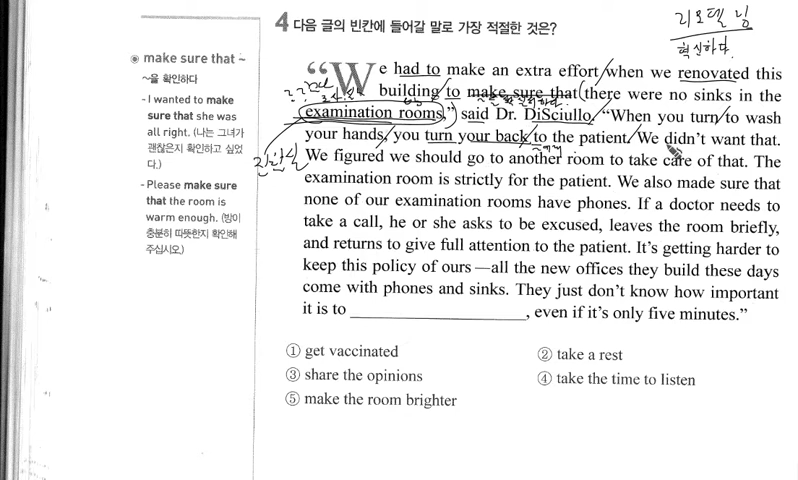 4 다음 글의 빈칸에 들어갈 말로 가장 적절한 것은?
리모델링
혁신하다.
◉ make sure that ~
~을 확인하다
- I wanted to make
sure that she was
all right. (나는 그녀가
괜찮은지 확인하고 싶었
다.)
- Please make sure
that the room is
warm enough. (방이
충분히 따뜻한지 확인해
주십시오.)
“We had to make an extra effort when we renovated this
building to make sure that there were no sinks in the
examination rooms,” said Dr. DiSciullo. “When you turn to wash
your hands, you turn your back to the patient. We didn’t want that.
진찰실
We figured we should go to another room to take care of that. The
examination room is strictly for the patient. We also made sure that
none of our examination rooms have phones. If a doctor needs to
take a call, he or she asks to be excused, leaves the room briefly,
and returns to give full attention to the patient. It’s getting harder to
keep this policy of ours—all the new offices they build these days
come with phones and sinks. They just don’t know how important
it is to ____________________, even if it’s only five minutes.”
① get vaccinated
② take a rest
③ share the opinions
④ take the time to listen
⑤ make the room brighter